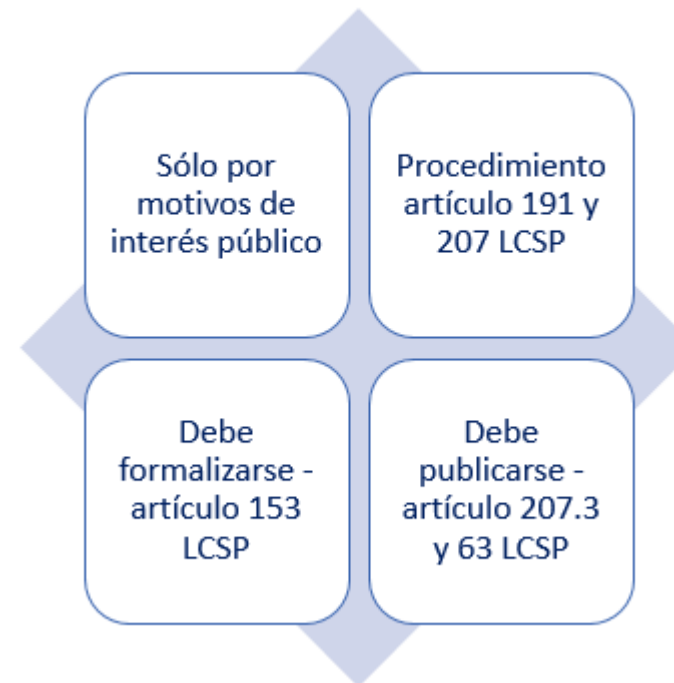 Sólo por
motivos de
interés público
Procedimiento
artículo 191 y
207 LCSP
Debe
formalizarse -
artículo 153
LCSP
Debe
publicarse -
artículo 207.3
y 63 LCSP